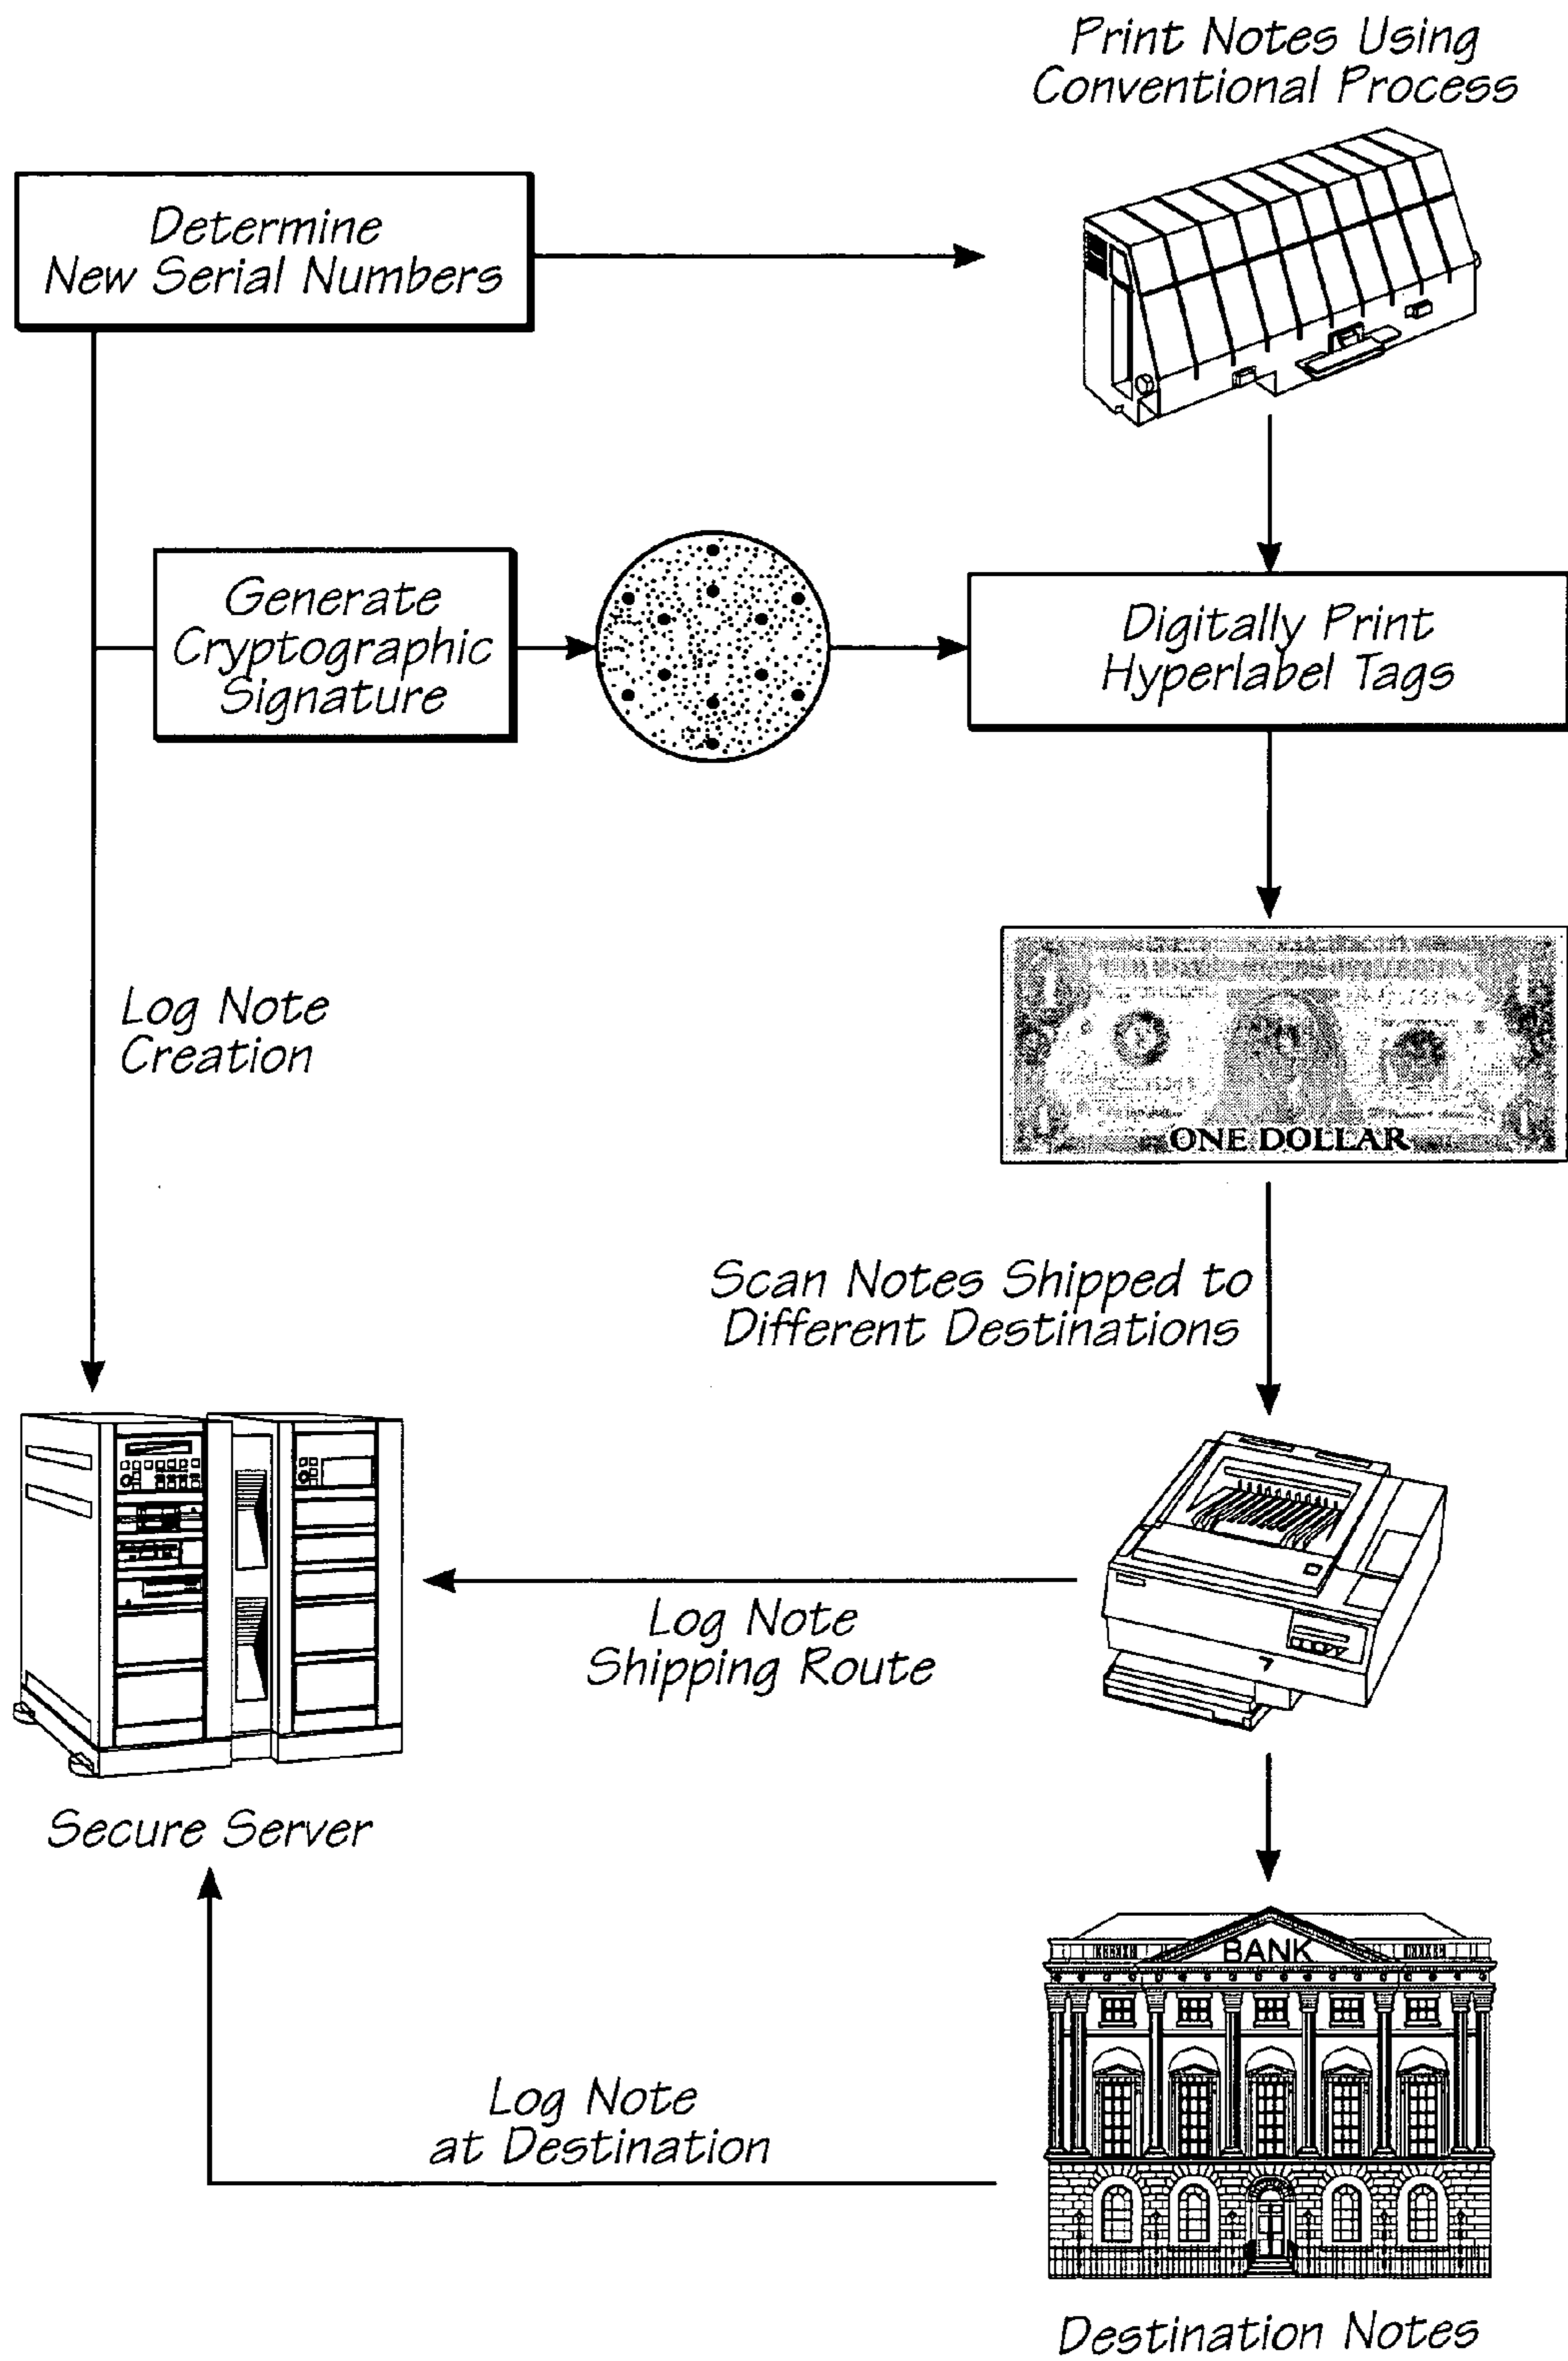 Print Notes Using
Conventional Process
Determine
New Serial Numbers
Generate
Cryptographic
Signature
Digitally Print
Hyperlabel Tags
Log Note
Creation
ONE DOLLAR
Scan Notes Shipped to
Different Destinations
Log Note
Shipping Route
Secure Server
BANK
Log Note
at Destination
Destination Notes